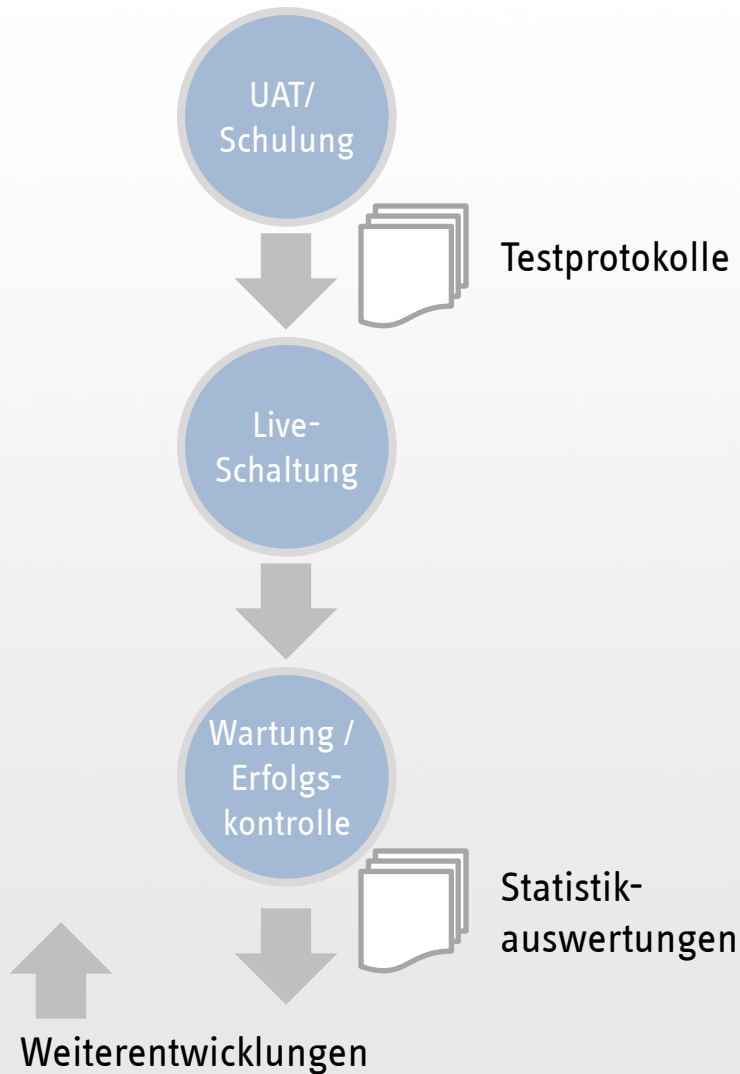 UAT/
Schulung
Testprotokolle
Live-
Schaltung
Wartung /
Erfolgs-
kontrolle
Statistik-
auswertungen
Weiterentwicklungen